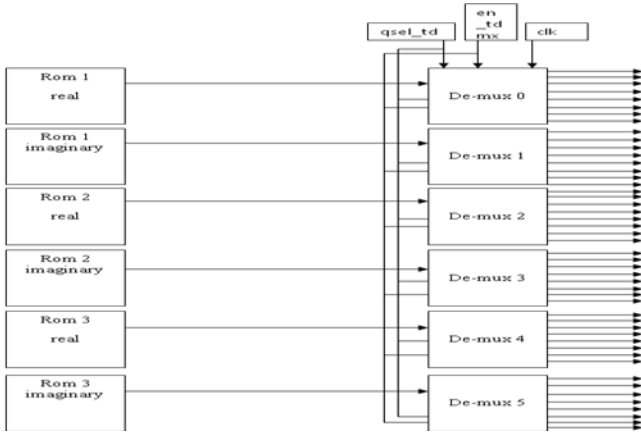 qsel_td
en
_td
mx
clk
Rom 1
real
De-mux 0
Rom 1
imaginary
De-mux 1
Rom 2
real
De-mux 2
Rom 2
imaginary
De-mux 3
Rom 3
real
De-mux 4
Rom 3
imaginary
De-mux 5